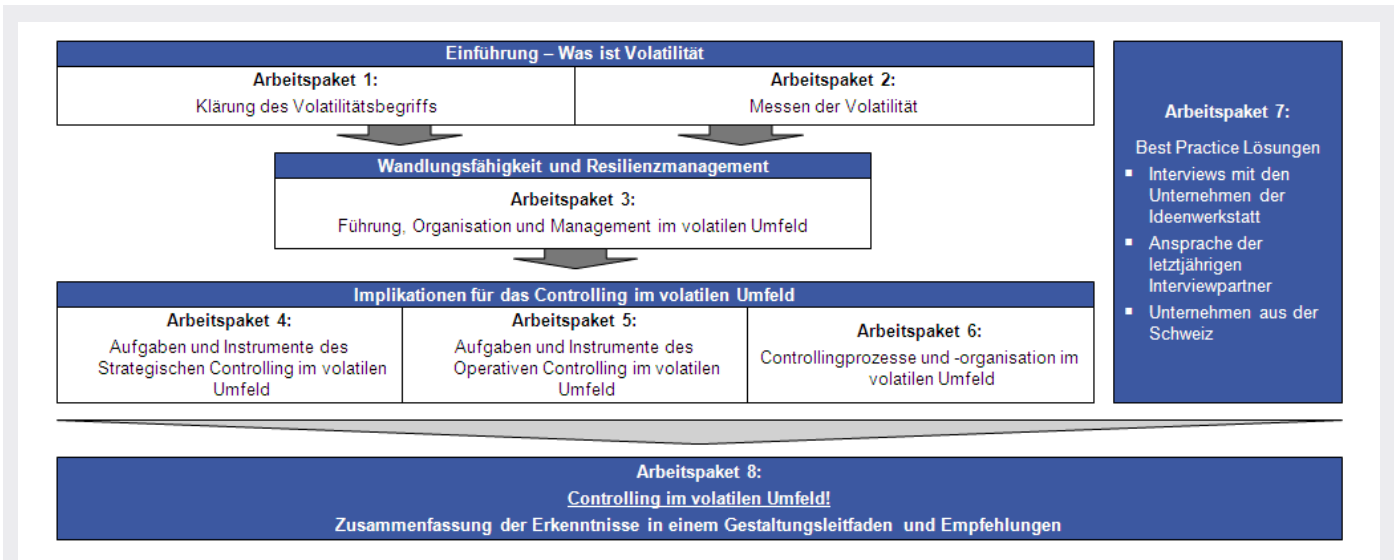 Einführung – Was ist Volatilität
Arbeitspaket 1:
Klärung des Volatilitätsbegriffs
Arbeitspaket 2:
Messen der Volatilität
Wandlungsfähigkeit und Resilienzmanagement
Arbeitspaket 3:
Führung, Organisation und Management im volatilen Umfeld
Implikationen für das Controlling im volatilen Umfeld
Arbeitspaket 4:
Aufgaben und Instrumente des
Strategischen Controlling im volatilen
Umfeld
Arbeitspaket 5:
Aufgaben und Instrumente des
Operativen Controlling im volatilen
Umfeld
Arbeitspaket 6:
Controllingprozesse und -organisation im
volatilen Umfeld
Arbeitspaket 7:
Best Practice Lösungen
▪ Interviews mit den
Unternehmen der
Ideenwerkstatt
▪ Ansprache der
letztjährigen
Interviewpartner
▪ Unternehmen aus der
Schweiz
Arbeitspaket 8:
Controlling im volatilen Umfeld!
Zusammenfassung der Erkenntnisse in einem Gestaltungsleitfaden und Empfehlungen